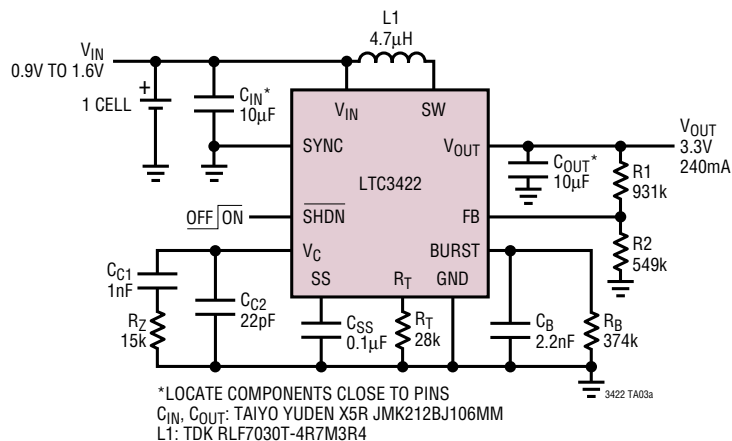 L1
4.7µH
VIN
0.9V TO 1.6V
+
1 CELL
CIN*
10µF
VIN
SW
SYNC
VOUT
LTC3422
COUT*
10µF
R1
931k
VOUT
3.3V
240mA
OFF ON
SHDN
FB
R2
549k
VC
BURST
SS
RT
GND
CC1
1nF
RZ
15k
CC2
22pF
CSS
0.1µF
RT
28k
CB
2.2nF
RB
374k
3422 TA03a
*LOCATE COMPONENTS CLOSE TO PINS
CIN, COUT: TAIYO YUDEN X5R JMK212BJ106MM
L1: TDK RLF7030T-4R7M3R4